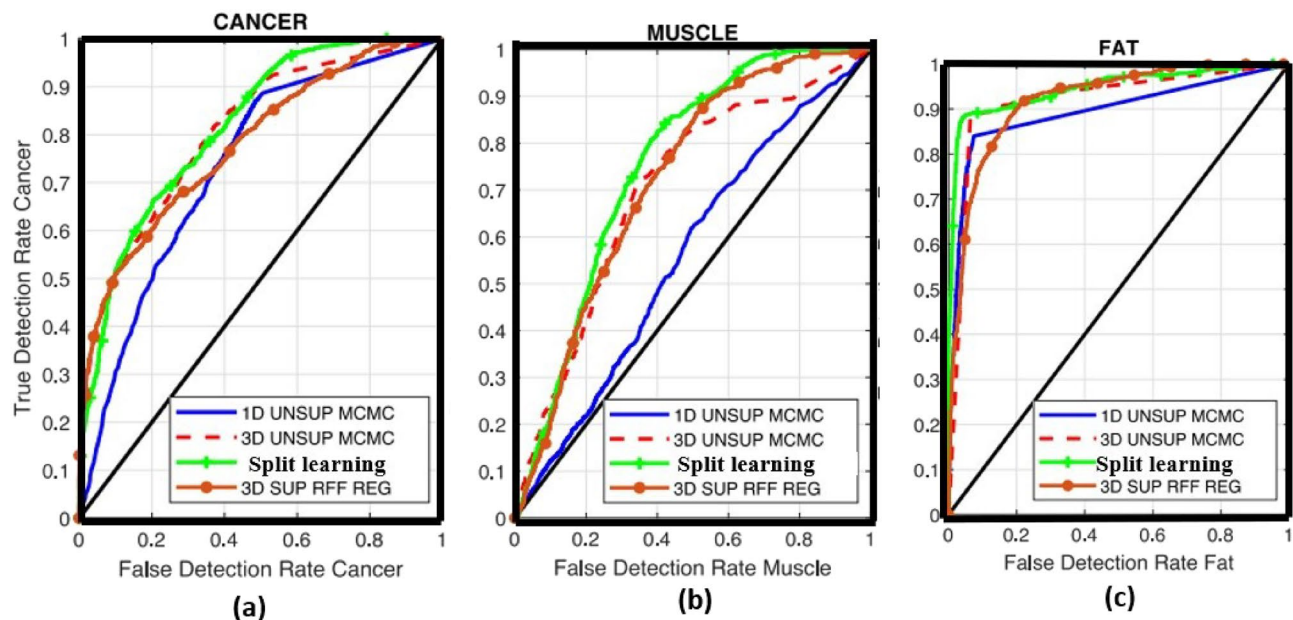 CANCER
1
0.9
0.8
0.7
0.6
0.5
0.4
0.3
0.2
0.1
0
True Detection Rate Cancer
1D UNSUP MCMC
3D UNSUP MCMC
Split learning
3D SUP RFF REG
0 0.2 0.4 0.6 0.8 1
False Detection Rate Cancer
(a)
MUSCLE
1
0.9
0.8
0.7
0.6
0.5
0.4
0.3
0.2
0.1
0
1D UNSUP MCMC
3D UNSUP MCMC
Split learning
3D SUP RFF REG
0 0.2 0.4 0.6 0.8 1
False Detection Rate Muscle
(b)
FAT
1
0.9
0.8
0.7
0.6
0.5
0.4
0.3
0.2
0.1
0
1D UNSUP MCMC
3D UNSUP MCMC
Split learning
3D SUP RFF REG
0 0.2 0.4 0.6 0.8 1
False Detection Rate Fat
(c)